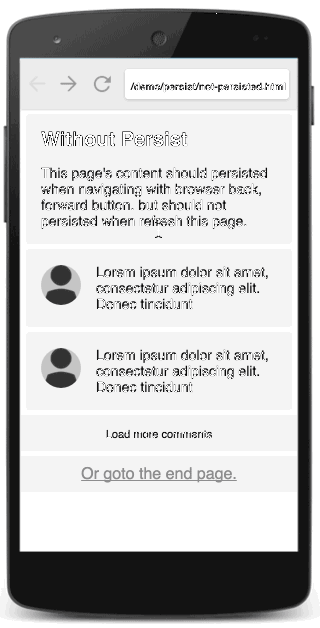 /demo/persist/not-persisted.html
Without Persist
This page's content should persisted
when navigating with browser back,
forward button. but should not
persisted when refresh this page.
Lorem ipsum dolor sit amet,
consectetur adipiscing elit.
Donec tincidunt
Lorem ipsum dolor sit amet,
consectetur adipiscing elit.
Donec tincidunt
Load more comments
Or goto the end page.